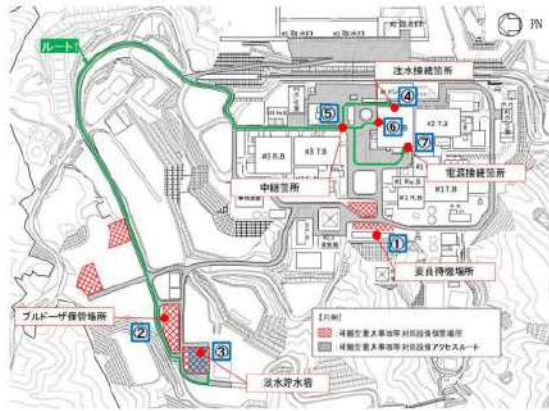 PN
ルート1
注水接続箇所
④
⑤
⑥
⑦
#2 T.B
#3 R.B
#3 T.B
中継箇所
電源接続箇所
#1 R.B
#1 T.B
①
要員待機場所
ブルドーザ保管場所
②
③
淡水貯水槽
【凡例】
:可搬型重大事故等対処設備保管場所
:可搬型重大事故等対処設備アクセスルート